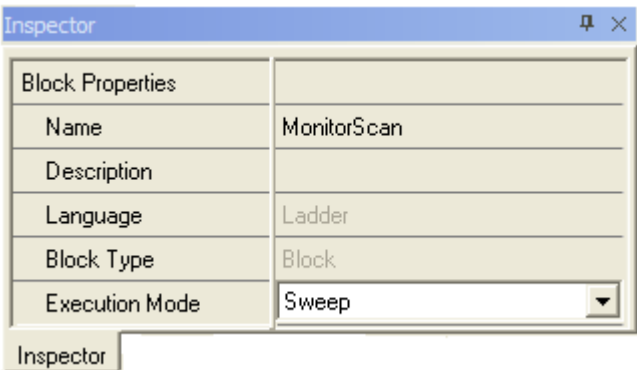 Inspector
Block Properties
Name MonitorScan
Description
Language Ladder
Block Type Block
Execution Mode Sweep
Inspector